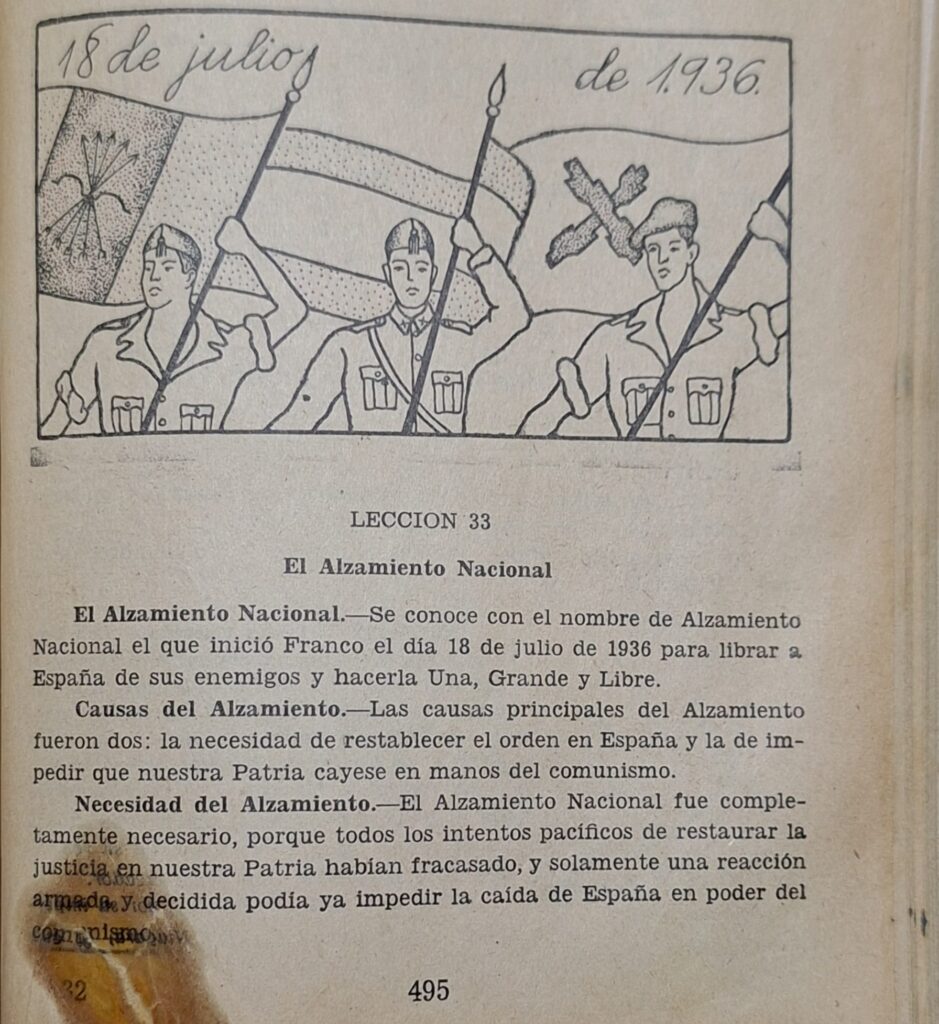 18 de julio de 1.936.
LECCION 33
El Alzamiento Nacional
El Alzamiento Nacional.—Se conoce con el nombre de Alzamiento
Nacional el que inició Franco el día 18 de julio de 1936 para librar a
España de sus enemigos y hacerla Una, Grande y Libre.
Causas del Alzamiento.—Las causas principales del Alzamiento
fueron dos: la necesidad de restablecer el orden en España y la de im-
pedir que nuestra Patria cayese en manos del comunismo.
Necesidad del Alzamiento.—El Alzamiento Nacional fue comple-
tamente necesario, porque todos los intentos pacíficos de restaurar la
justicia en nuestra Patria habían fracasado, y solamente una reacción
armada y decidida podía ya impedir la caída de España en poder del
comunismo.
495